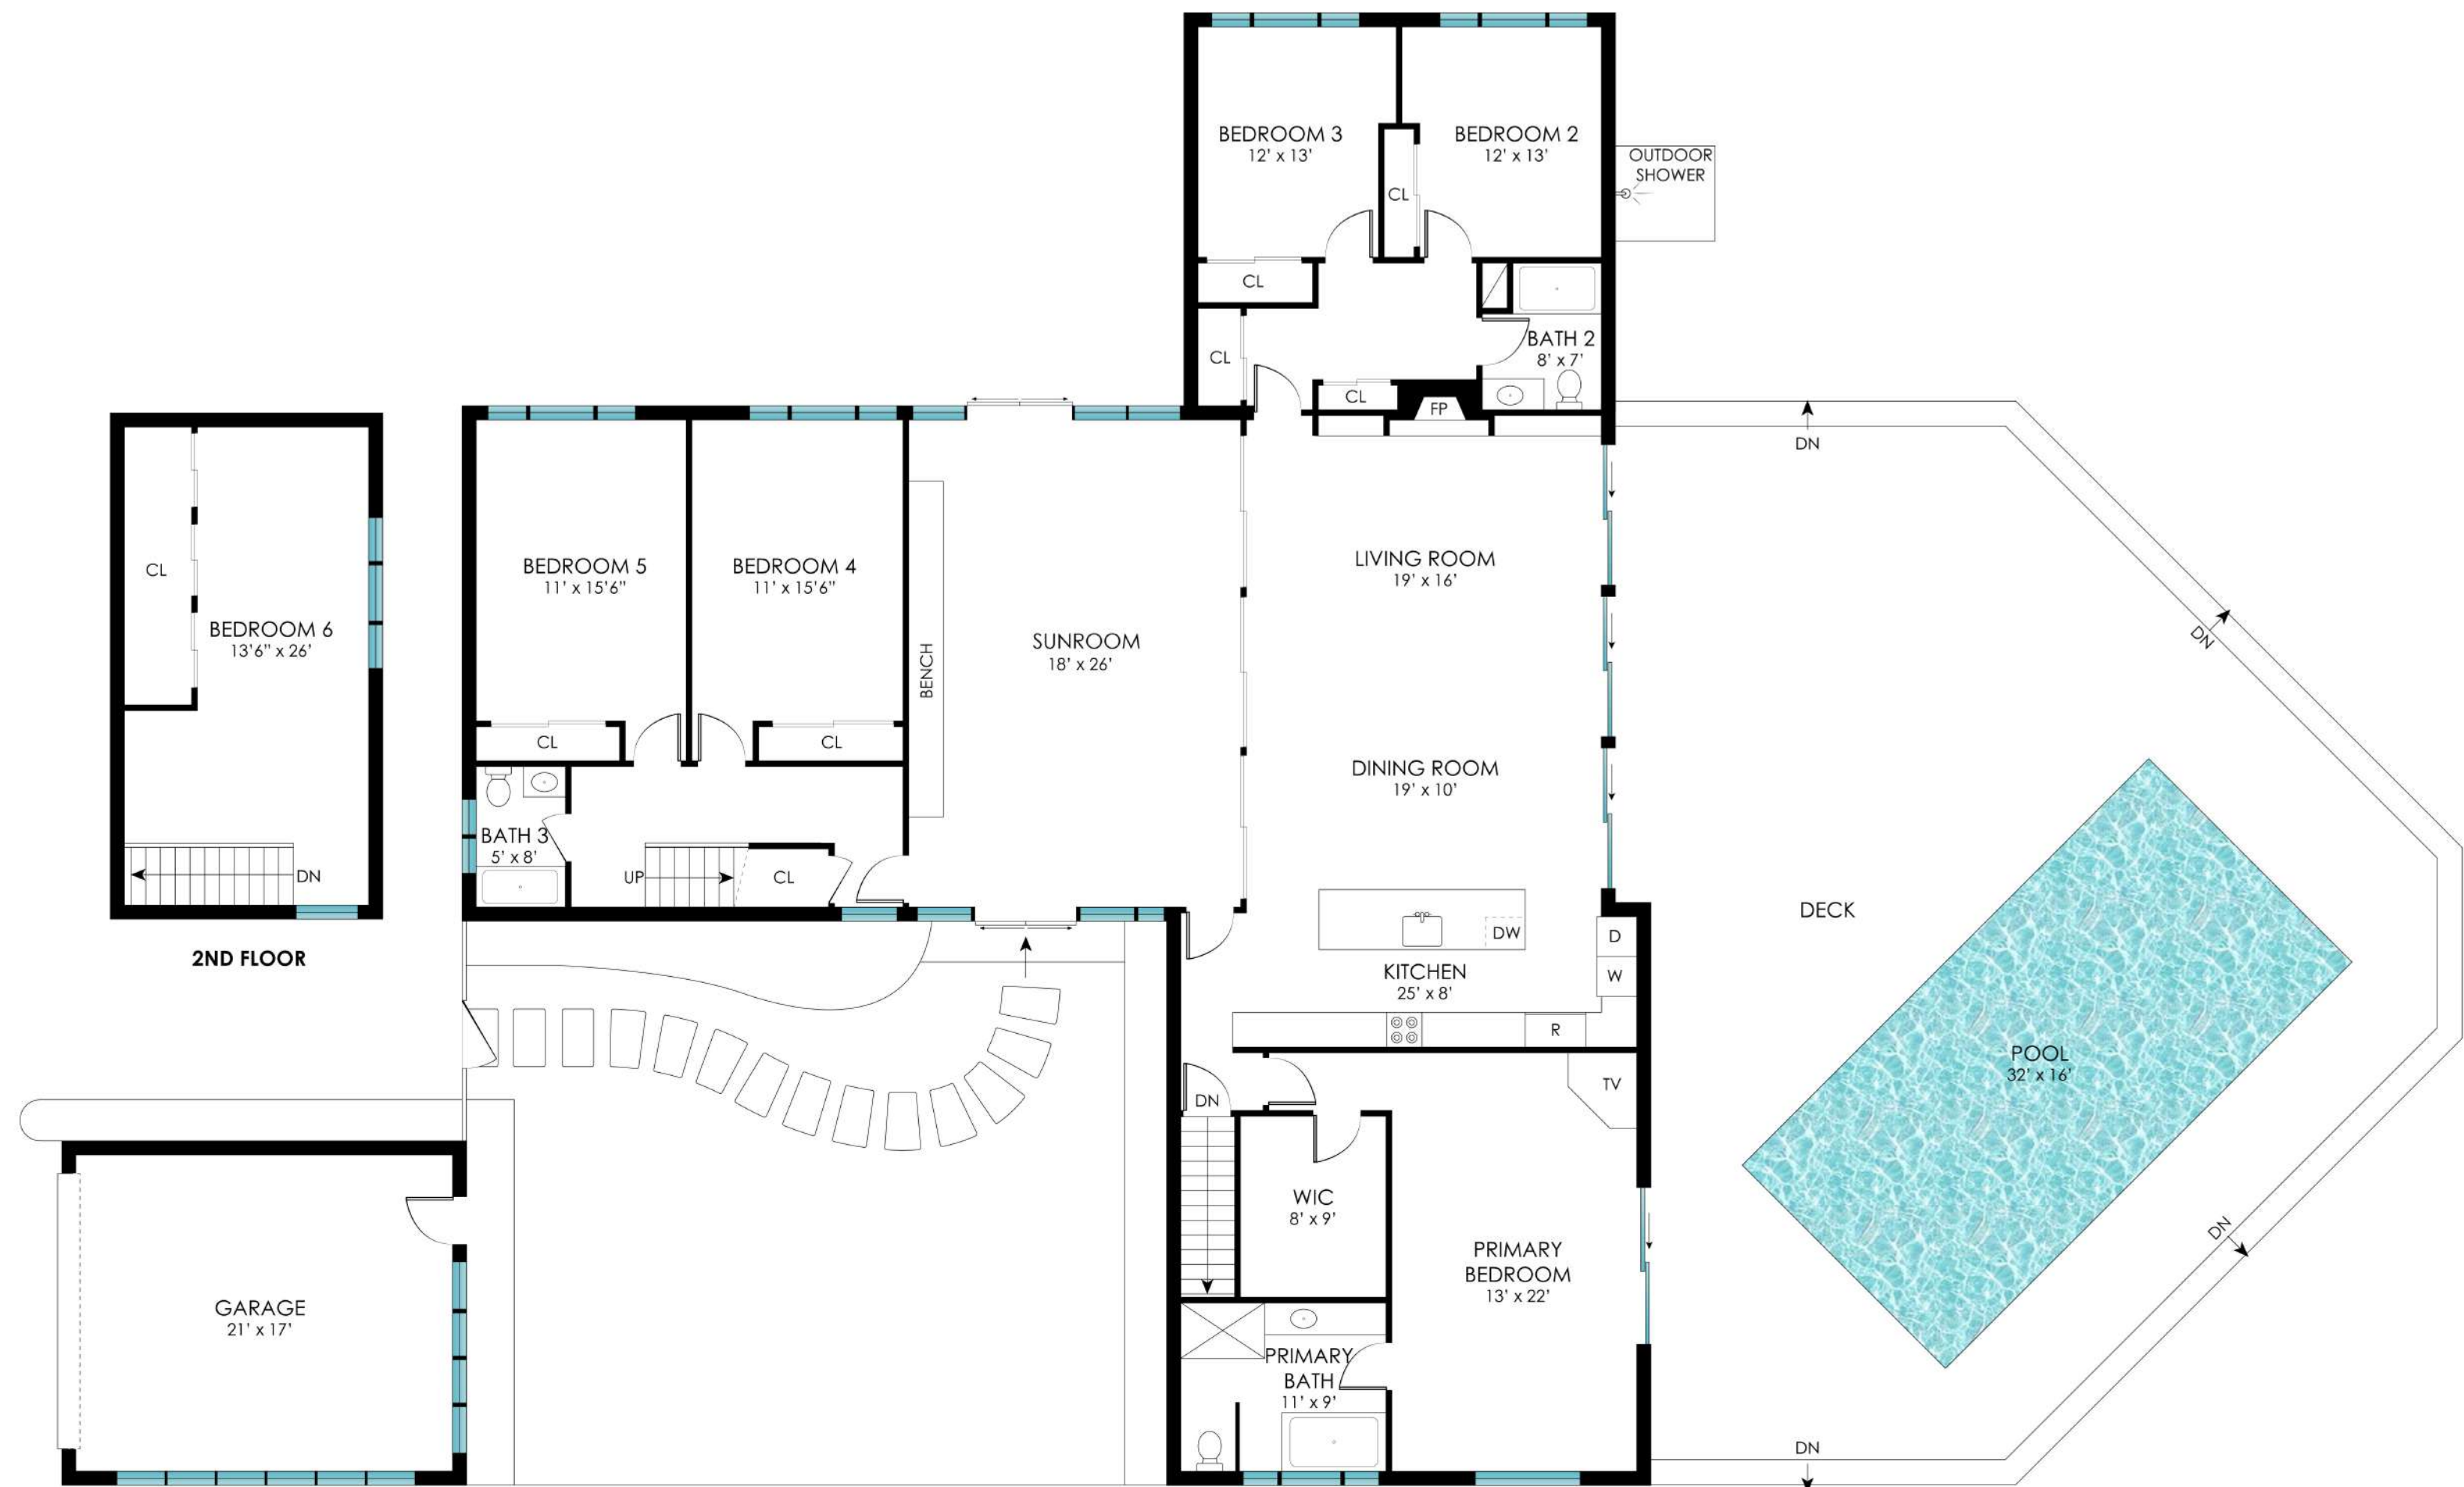 BEDROOM 3
12' x 13'
BEDROOM 2
12' x 13'
OUTDOOR
SHOWER
CL
CL
CL
BATH 2
8' x 7'
CL
FP
DN
BEDROOM 5
11' x 15'6"
BEDROOM 4
11' x 15'6"
CL
CL
BENCH
SUNROOM
18' x 26'
LIVING ROOM
19' x 16'
DINING ROOM
19' x 10'
BATH 3
5' x 8'
UP
CL
CL
BEDROOM 6
13'6" x 26'
DN
2ND FLOOR
DW
KITCHEN
25' x 8'
D
W
R
DECK
DN
POOL
32' x 16'
DN
DN
TV
DN
WIC
8' x 9'
PRIMARY
BEDROOM
13' x 22'
PRIMARY
BATH
11' x 9'
GARAGE
21' x 17'